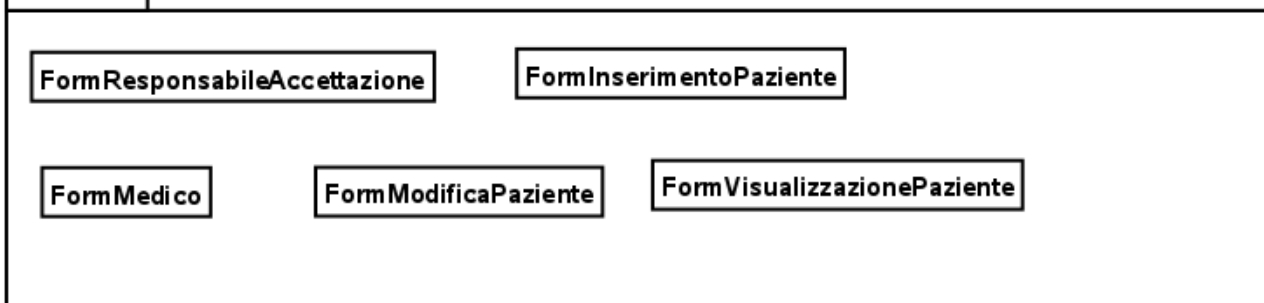 FormResponsabileAccettazione
FormInserimentoPaziente
FormMedico
FormModificaPaziente
FormVisualizzazionePaziente